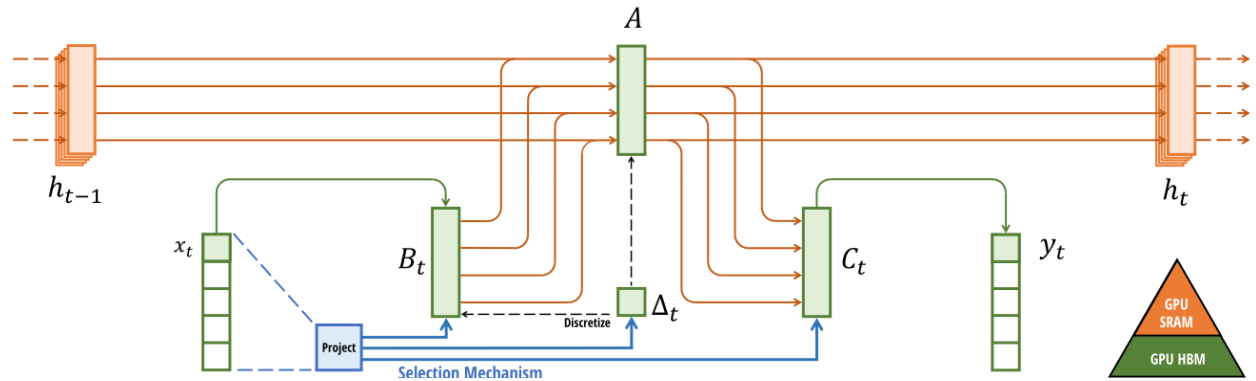 A
h_{t-1}
h_t
x_t
B_t
C_t
y_t
Δ_t
Discretize
Project
Selection Mechanism
GPU
SRAM
GPU HBM